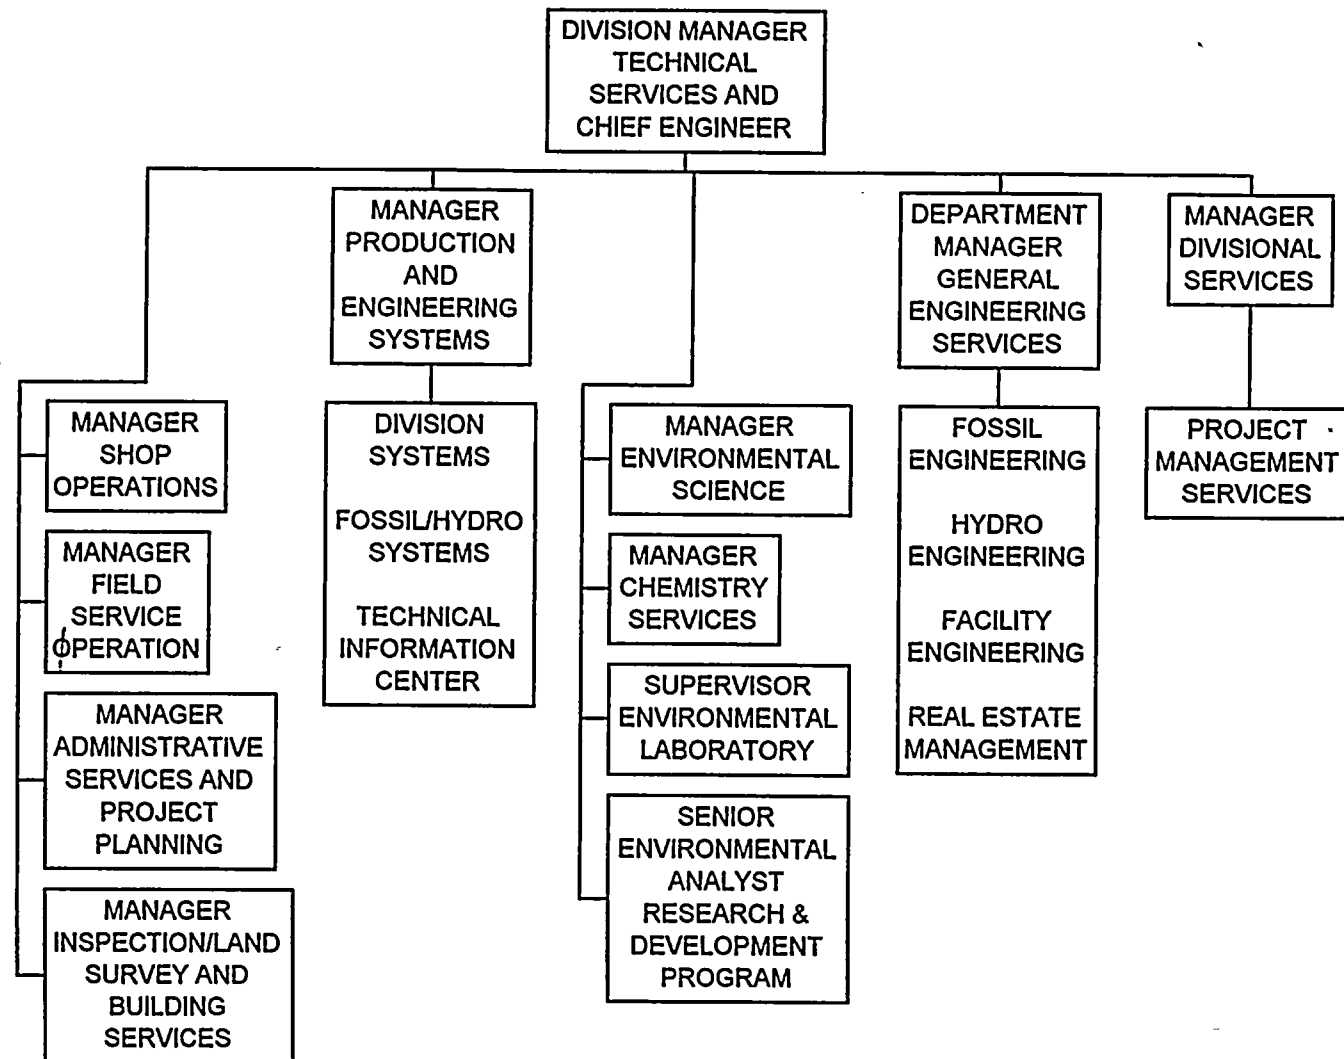 DIVISION MANAGER
TECHNICAL
SERVICES AND
CHIEF ENGINEER
MANAGER
PRODUCTION
AND
ENGINEERING
SYSTEMS
DEPARTMENT
MANAGER
GENERAL
ENGINEERING
SERVICES
MANAGER
DIVISIONAL
SERVICES
MANAGER
SHOP
OPERATIONS
MANAGER
FIELD
SERVICE
OPERATION
MANAGER
ADMINISTRATIVE
SERVICES AND
PROJECT
PLANNING
MANAGER
INSPECTION/LAND
SURVEY AND
BUILDING
SERVICES
DIVISION
SYSTEMS
FOSSIL/HYDRO
SYSTEMS
TECHNICAL
INFORMATION
CENTER
MANAGER
ENVIRONMENTAL
SCIENCE
MANAGER
CHEMISTRY
SERVICES
SUPERVISOR
ENVIRONMENTAL
LABORATORY
SENIOR
ENVIRONMENTAL
ANALYST
RESEARCH &
DEVELOPMENT
PROGRAM
FOSSIL
ENGINEERING
HYDRO
ENGINEERING
FACILITY
ENGINEERING
REAL ESTATE
MANAGEMENT
PROJECT
MANAGEMENT
SERVICES